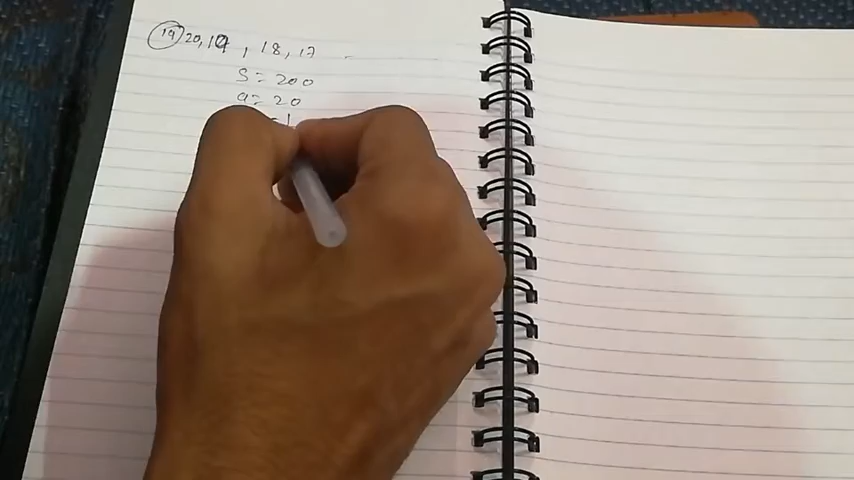 19 20, 19, 18, 17
S = 200
a = 20